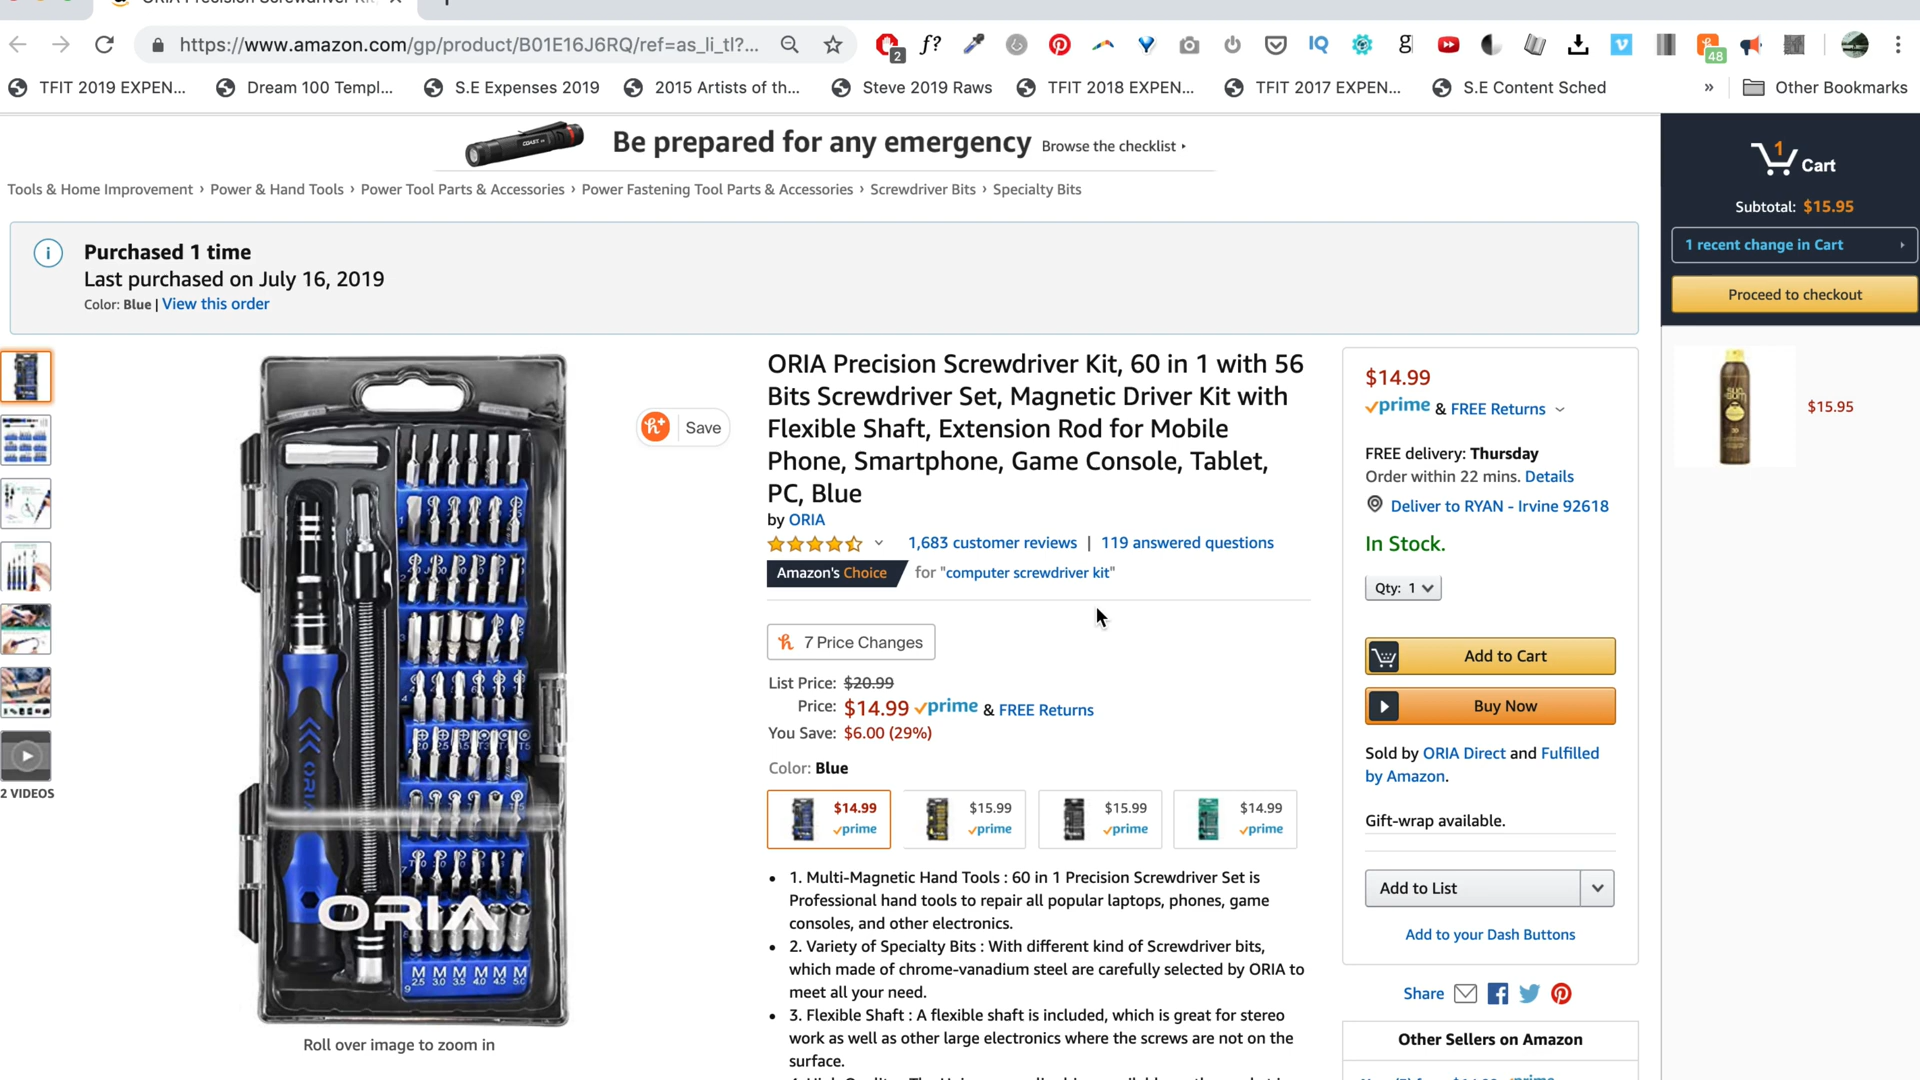 https://www.amazon.com/gp/product/B01E16J6RQ/ref=as_li_tl?...
2
f?
IQ
g
48
TFIT 2019 EXPEN...
Dream 100 Templ...
S.E Expenses 2019
2015 Artists of th...
Steve 2019 Raws
TFIT 2018 EXPEN...
TFIT 2017 EXPEN...
S.E Content Sched
»
Other Bookmarks
COAST
Be prepared for any emergency
Browse the checklist ▸
Tools & Home Improvement › Power & Hand Tools › Power Tool Parts & Accessories › Power Fastening Tool Parts & Accessories › Screwdriver Bits › Specialty Bits
1
Cart
Subtotal: $15.95
1 recent change in Cart
Proceed to checkout
$15.95
Purchased 1 time
Last purchased on July 16, 2019
Color: Blue | View this order
2 VIDEOS
Save
ORIA
M M M M M M
2.5 3.0 3.5 4.0 4.5 5.0
Roll over image to zoom in
ORIA Precision Screwdriver Kit, 60 in 1 with 56
Bits Screwdriver Set, Magnetic Driver Kit with
Flexible Shaft, Extension Rod for Mobile
Phone, Smartphone, Game Console, Tablet,
PC, Blue
by ORIA
1,683 customer reviews | 119 answered questions
Amazon's Choice for "computer screwdriver kit"
7 Price Changes
List Price: $20.99
Price: $14.99 prime & FREE Returns
You Save: $6.00 (29%)
Color: Blue
$14.99 prime
$15.99 prime
$15.99 prime
$14.99 prime
• 1. Multi-Magnetic Hand Tools : 60 in 1 Precision Screwdriver Set is
Professional hand tools to repair all popular laptops, phones, game
consoles, and other electronics.
• 2. Variety of Specialty Bits : With different kind of Screwdriver bits,
which made of chrome-vanadium steel are carefully selected by ORIA to
meet all your need.
• 3. Flexible Shaft : A flexible shaft is included, which is great for stereo
work as well as other large electronics where the screws are not on the
surface.
$14.99
prime & FREE Returns
FREE delivery: Thursday
Order within 22 mins. Details
Deliver to RYAN - Irvine 92618
In Stock.
Qty: 1
Add to Cart
Buy Now
Sold by ORIA Direct and Fulfilled
by Amazon.
Gift-wrap available.
Add to List
Add to your Dash Buttons
Share
Other Sellers on Amazon